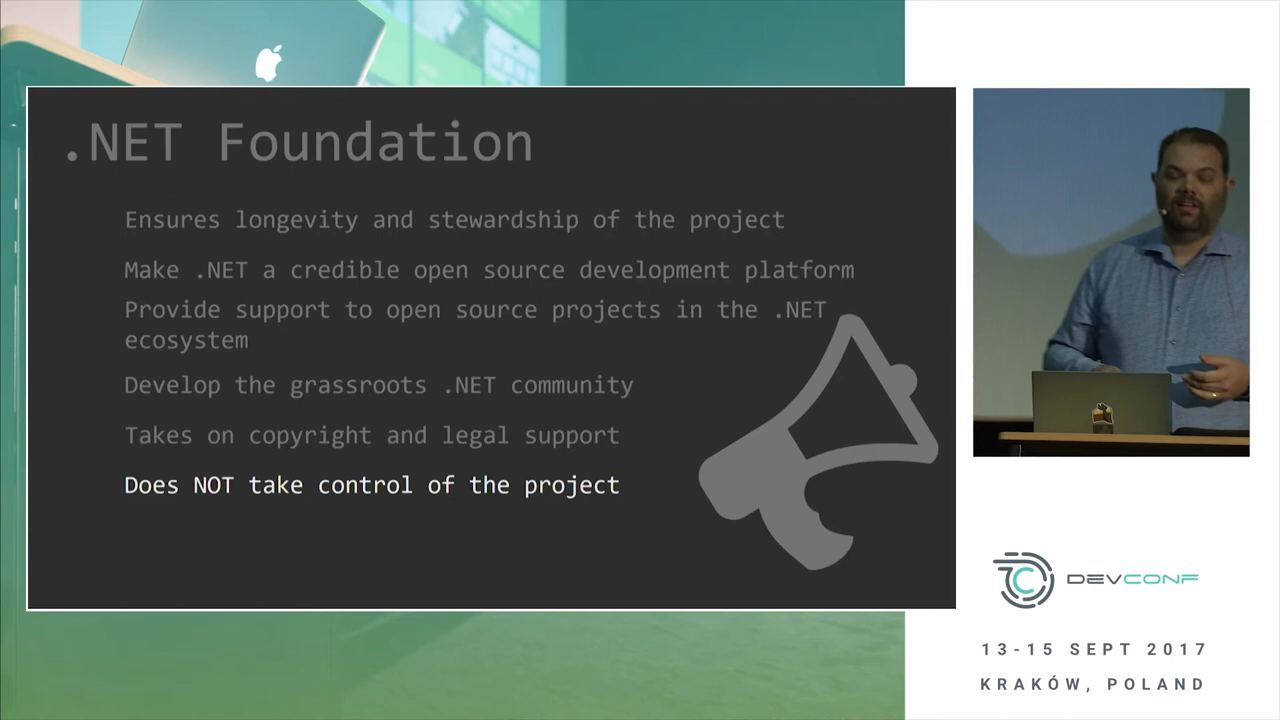 .NET Foundation
Ensures longevity and stewardship of the project
Make .NET a credible open source development platform
Provide support to open source projects in the .NET
ecosystem
Develop the grassroots .NET community
Takes on copyright and legal support
Does NOT take control of the project
DEVCONF
13-15 SEPT 2017
KRAKÓW, POLAND